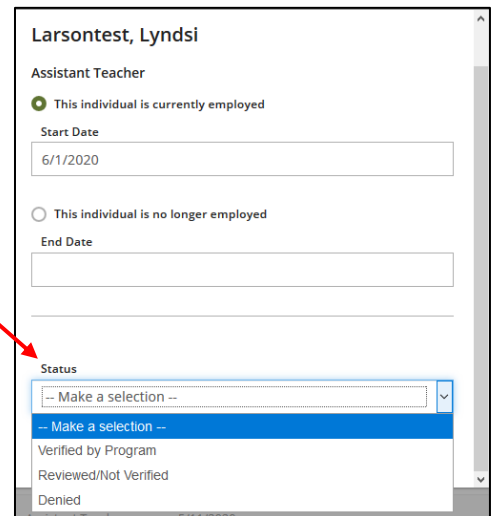 Larsontest, Lyndsi
Assistant Teacher
This individual is currently employed
Start Date
6/1/2020
This individual is no longer employed
End Date
Status
-- Make a selection --
-- Make a selection --
Verified by Program
Reviewed/Not Verified
Denied